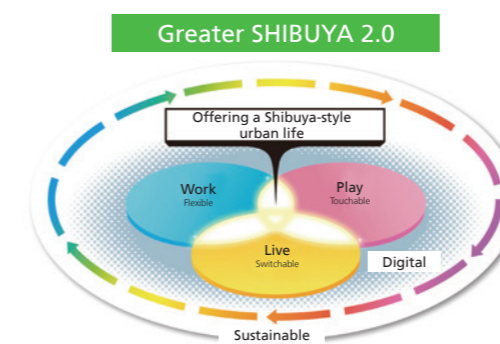 Greater SHIBUYA 2.0
Offering a Shibuya-style
urban life
Work
Flexible
Play
Touchable
Live
Switchable
Digital
Sustainable